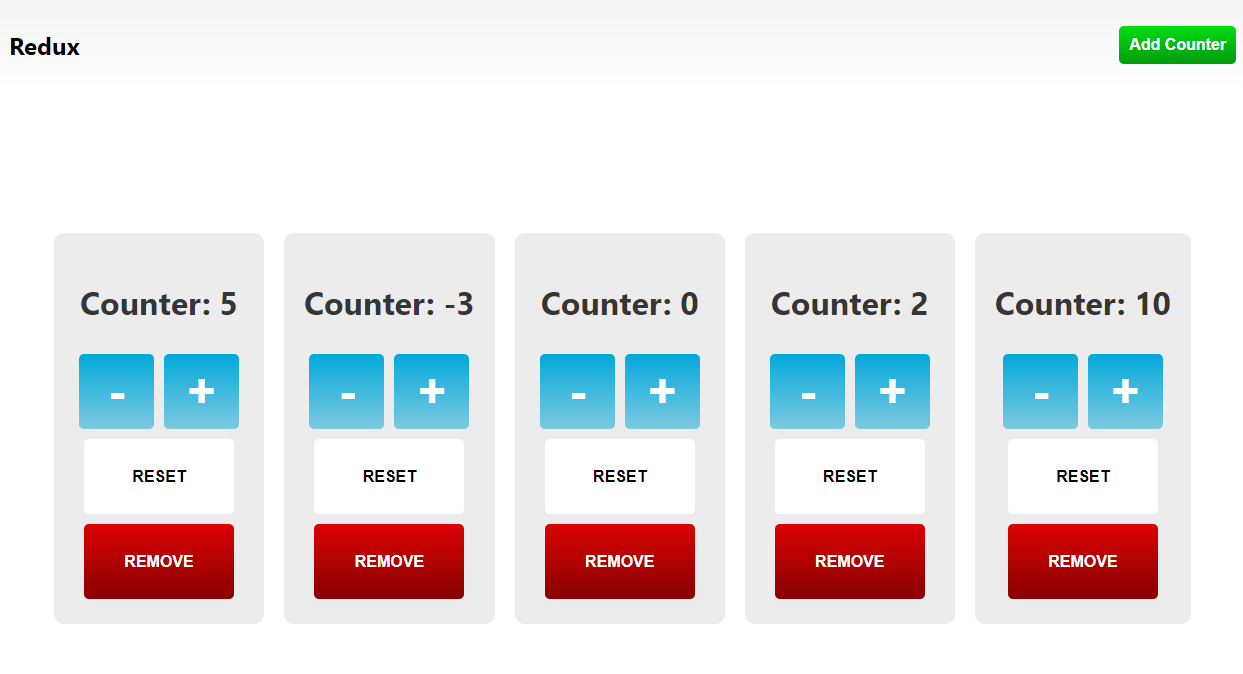 Redux
Add Counter
Counter: 5
- +
RESET
REMOVE
Counter: -3
- +
RESET
REMOVE
Counter: 0
- +
RESET
REMOVE
Counter: 2
- +
RESET
REMOVE
Counter: 10
- +
RESET
REMOVE